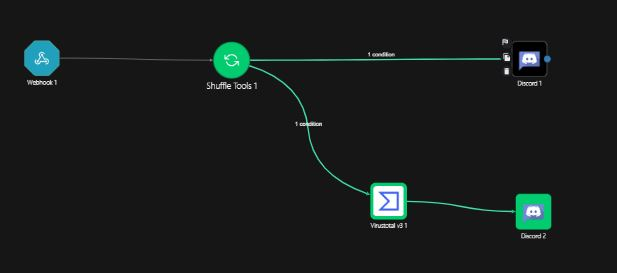 1 condition
Webhook 1
Shuffle Tools 1
Discord 1
1 condition
Virustotal v3 1
Discord 2